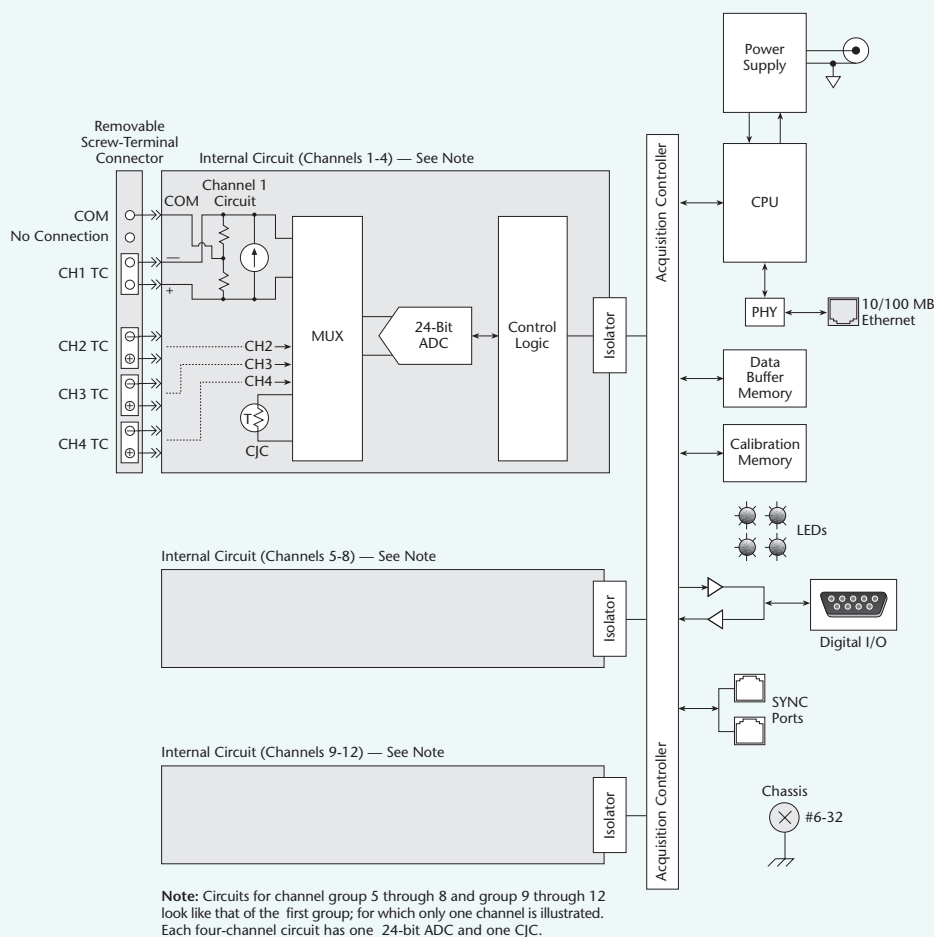 Power
Supply
Removable
Screw-Terminal
Connector
Internal Circuit (Channels 1-4) — See Note
COM
Channel 1
Circuit
COM
No Connection
CH1 TC
—
+
CH2 TC
CH3 TC
CH4 TC
CH2
CH3
CH4
T
CJC
MUX
24-Bit
ADC
Control
Logic
Isolator
Acquisition Controller
CPU
PHY
10/100 MB
Ethernet
Data
Buffer
Memory
Calibration
Memory
LEDs
Internal Circuit (Channels 5-8) — See Note
Isolator
Digital I/O
SYNC
Ports
Internal Circuit (Channels 9-12) — See Note
Isolator
Acquisition Controller
Chassis
#6-32
Note: Circuits for channel group 5 through 8 and group 9 through 12
look like that of the first group; for which only one channel is illustrated.
Each four-channel circuit has one 24-bit ADC and one CJC.